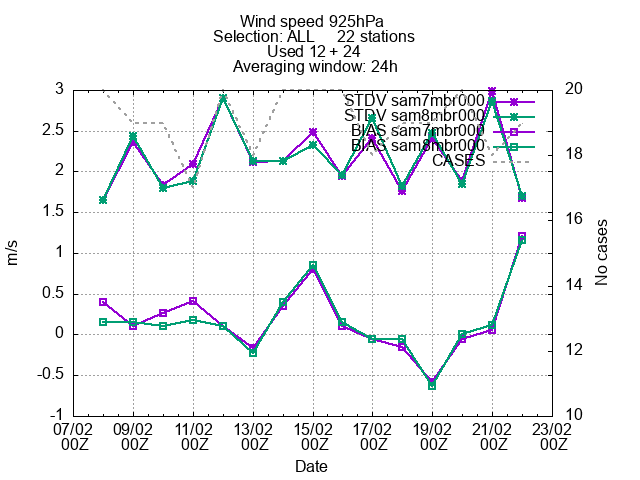 Wind speed 925hPa
Selection: ALL 22 stations
Used 12 + 24
Averaging window: 24h
STDV sam7mbr000
STDV sam8mbr000
BIAS sam7mbr000
BIAS sam8mbr000
CASES
3
2.5
2
1.5
1
0.5
0
-0.5
-1
m/s
20
18
16
14
12
10
No cases
07/02 09/02 11/02 13/02 15/02 17/02 19/02 21/02 23/02
00Z 00Z 00Z 00Z 00Z 00Z 00Z 00Z 00Z
Date